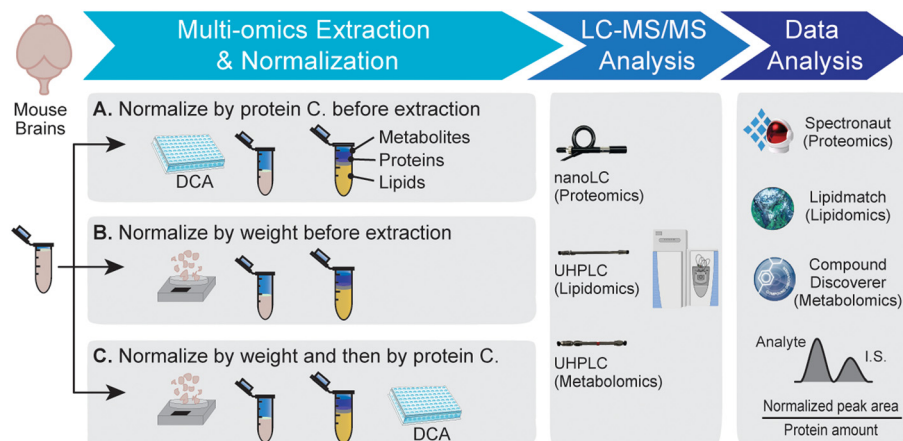 Multi-omics Extraction
& Normalization
LC-MS/MS
Analysis
Data
Analysis
Mouse
Brains
A. Normalize by protein C. before extraction
DCA
Metabolites
Proteins
Lipids
B. Normalize by weight before extraction
C. Normalize by weight and then by protein C.
DCA
nanoLC
(Proteomics)
UHPLC
(Lipidomics)
UHPLC
(Metabolomics)
Spectronaut
(Proteomics)
Lipidmatch
(Lipidomics)
Compound
Discoverer
(Metabolomics)
Analyte
I.S.
Normalized peak area
Protein amount